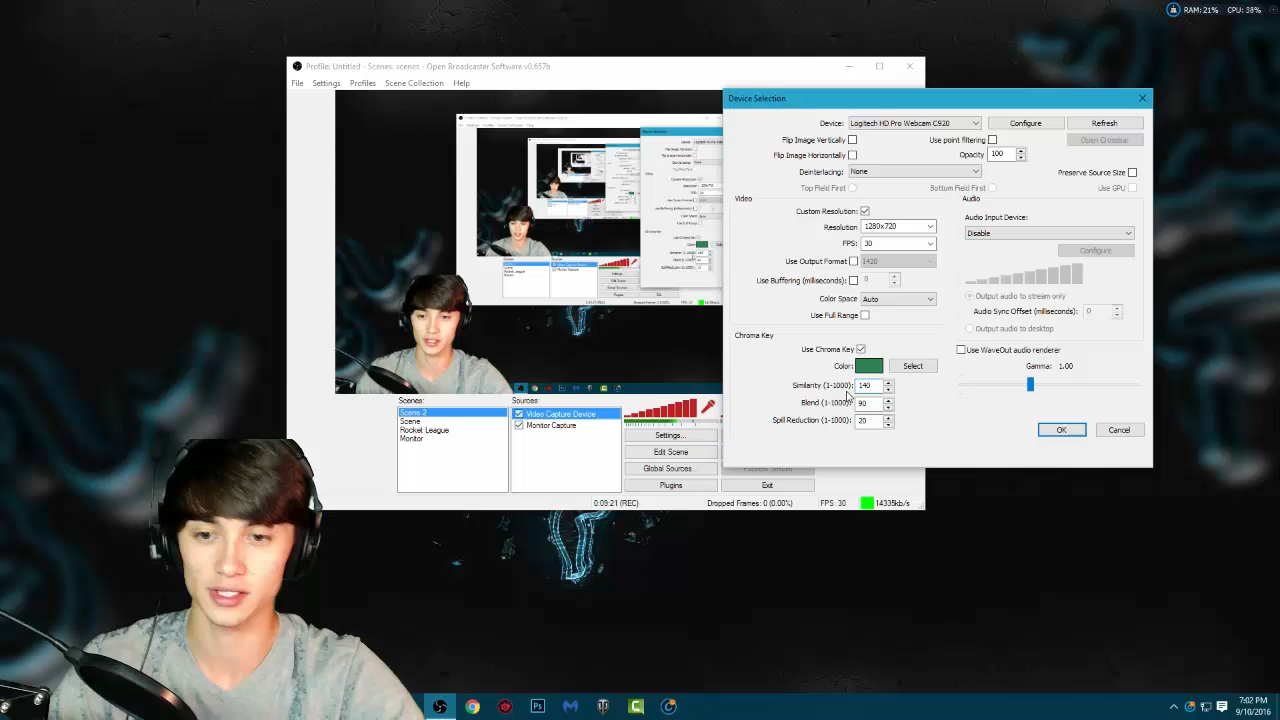 RAM: 21% CPU: 38%
Profile: Untitled - Scenes: scenes - Open Broadcaster Software v0.657b
File Settings Profiles Scene Collection Help
Device Selection
Device: Logitech HD Pro Webcam C920 Configure Refresh
Flip Image Vertically Use point filtering Open Crossbar
Flip Image Horizontally Opacity 100
Deinterlacing: None Preserve Source size
Top Field First Bottom Field First Use GPU
Video Audio
Custom Resolution: Audio Input Device:
Resolution 1280x720 Disable
FPS: 30 Configure
Use Output Format: I420
Use Buffering (milliseconds): 0
Color Space Auto Output audio to stream only
Use Full Range Audio Sync Offset (milliseconds): 0
Output audio to desktop
Chroma Key
Use Chroma Key Use WaveOut audio renderer
Color: Select Gamma: 1.00
Similarity (1-1000): 140
Blend (1-1000): 90
Spill Reduction (1-1000): 20
OK Cancel
Scenes: Sources:
Scene 2 Video Capture Device
Scene Monitor Capture
Rocket League
Monitor
Settings...
Edit Scene
Global Sources...
Plugins Exit
0:09:21 (REC) Dropped Frames: 0 (0.00%) FPS: 30 14335kb/s
Ps
7:02 PM
9/10/2016